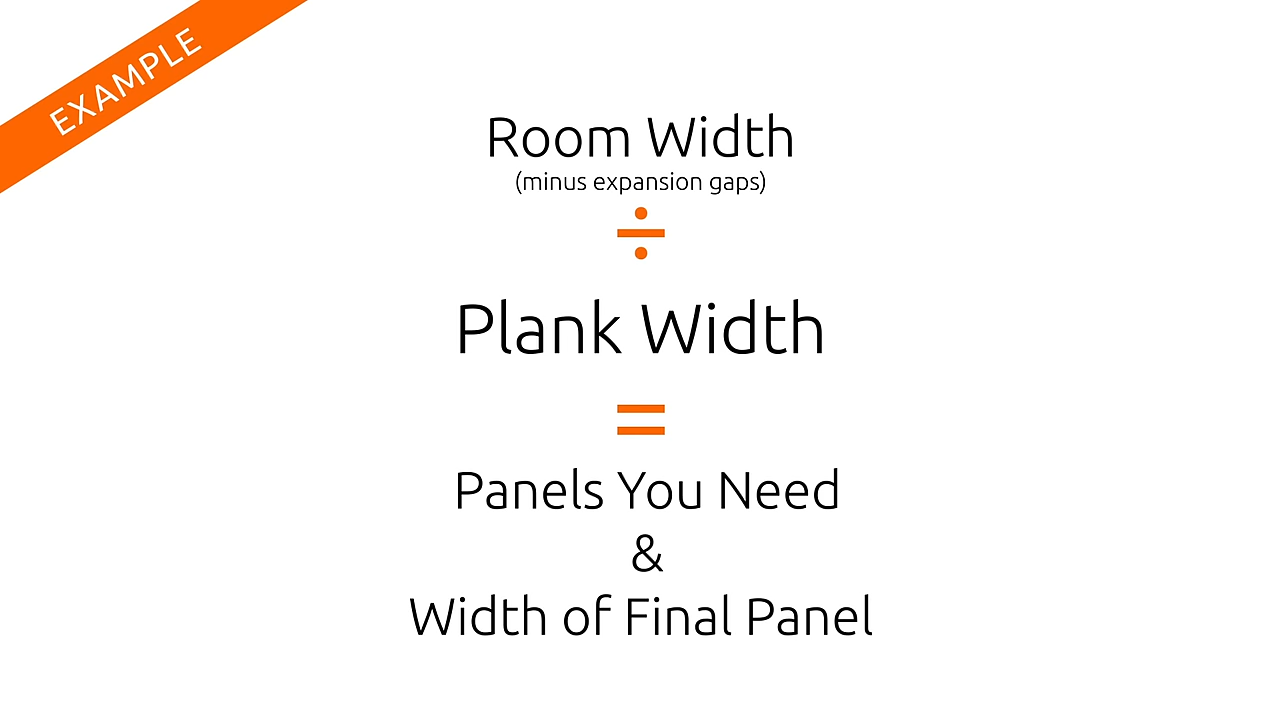 EXAMPLE
Room Width
(minus expansion gaps)
÷
Plank Width
=
Panels You Need
&
Width of Final Panel